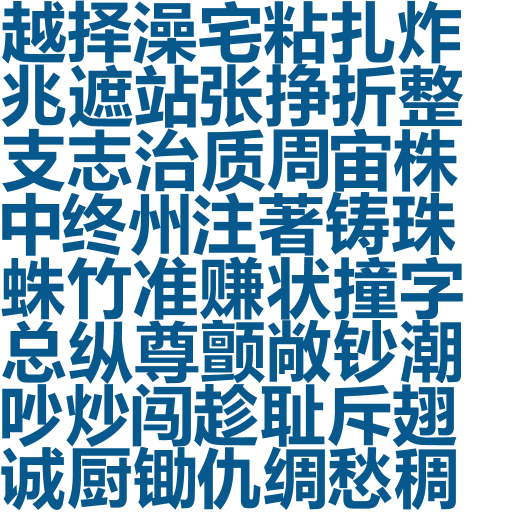 越择澡宅粘扎炸
兆遮站张挣折整
支志治质周宙株
中终州注著铸珠
蛛竹准赚状撞字
总纵尊颤敞钞潮
吵炒闯趁耻斥翅
诚厨锄仇绸愁稠